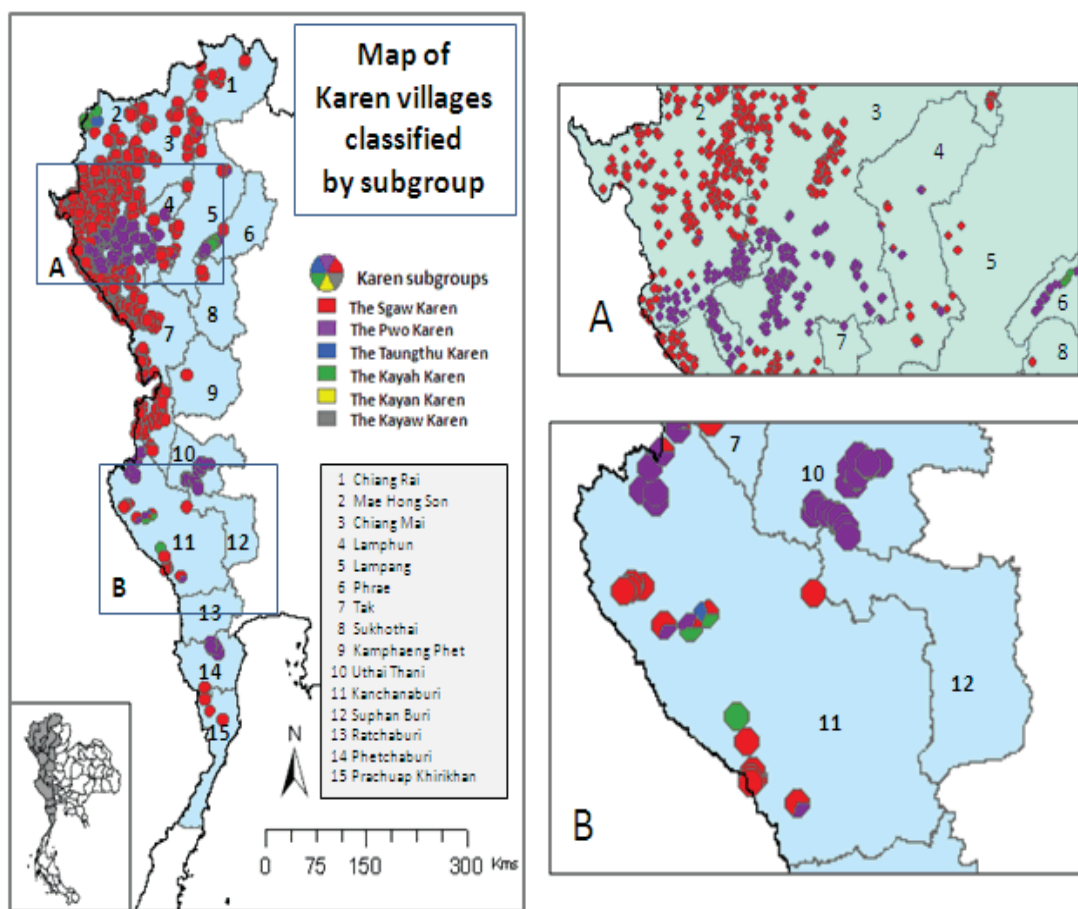 Map of
Karen villages
classified
by subgroup
1
2
3
4
5
6
A
7
8
9
10
11
12
B
13
14
15
Karen subgroups
The Sgaw Karen
The Pwo Karen
The Taungthu Karen
The Kayah Karen
The Kayan Karen
The Kayaw Karen
1 Chiang Rai
2 Mae Hong Son
3 Chiang Mai
4 Lamphun
5 Lampang
6 Phrae
7 Tak
8 Sukhothai
9 Kamphaeng Phet
10 Uthai Thani
11 Kanchanaburi
12 Suphan Buri
13 Ratchaburi
14 Phetchaburi
15 Prachuap Khirikhan
N
0 75 150 300 Kms
2
3
4
5
6
7
8
A
7
10
12
11
B